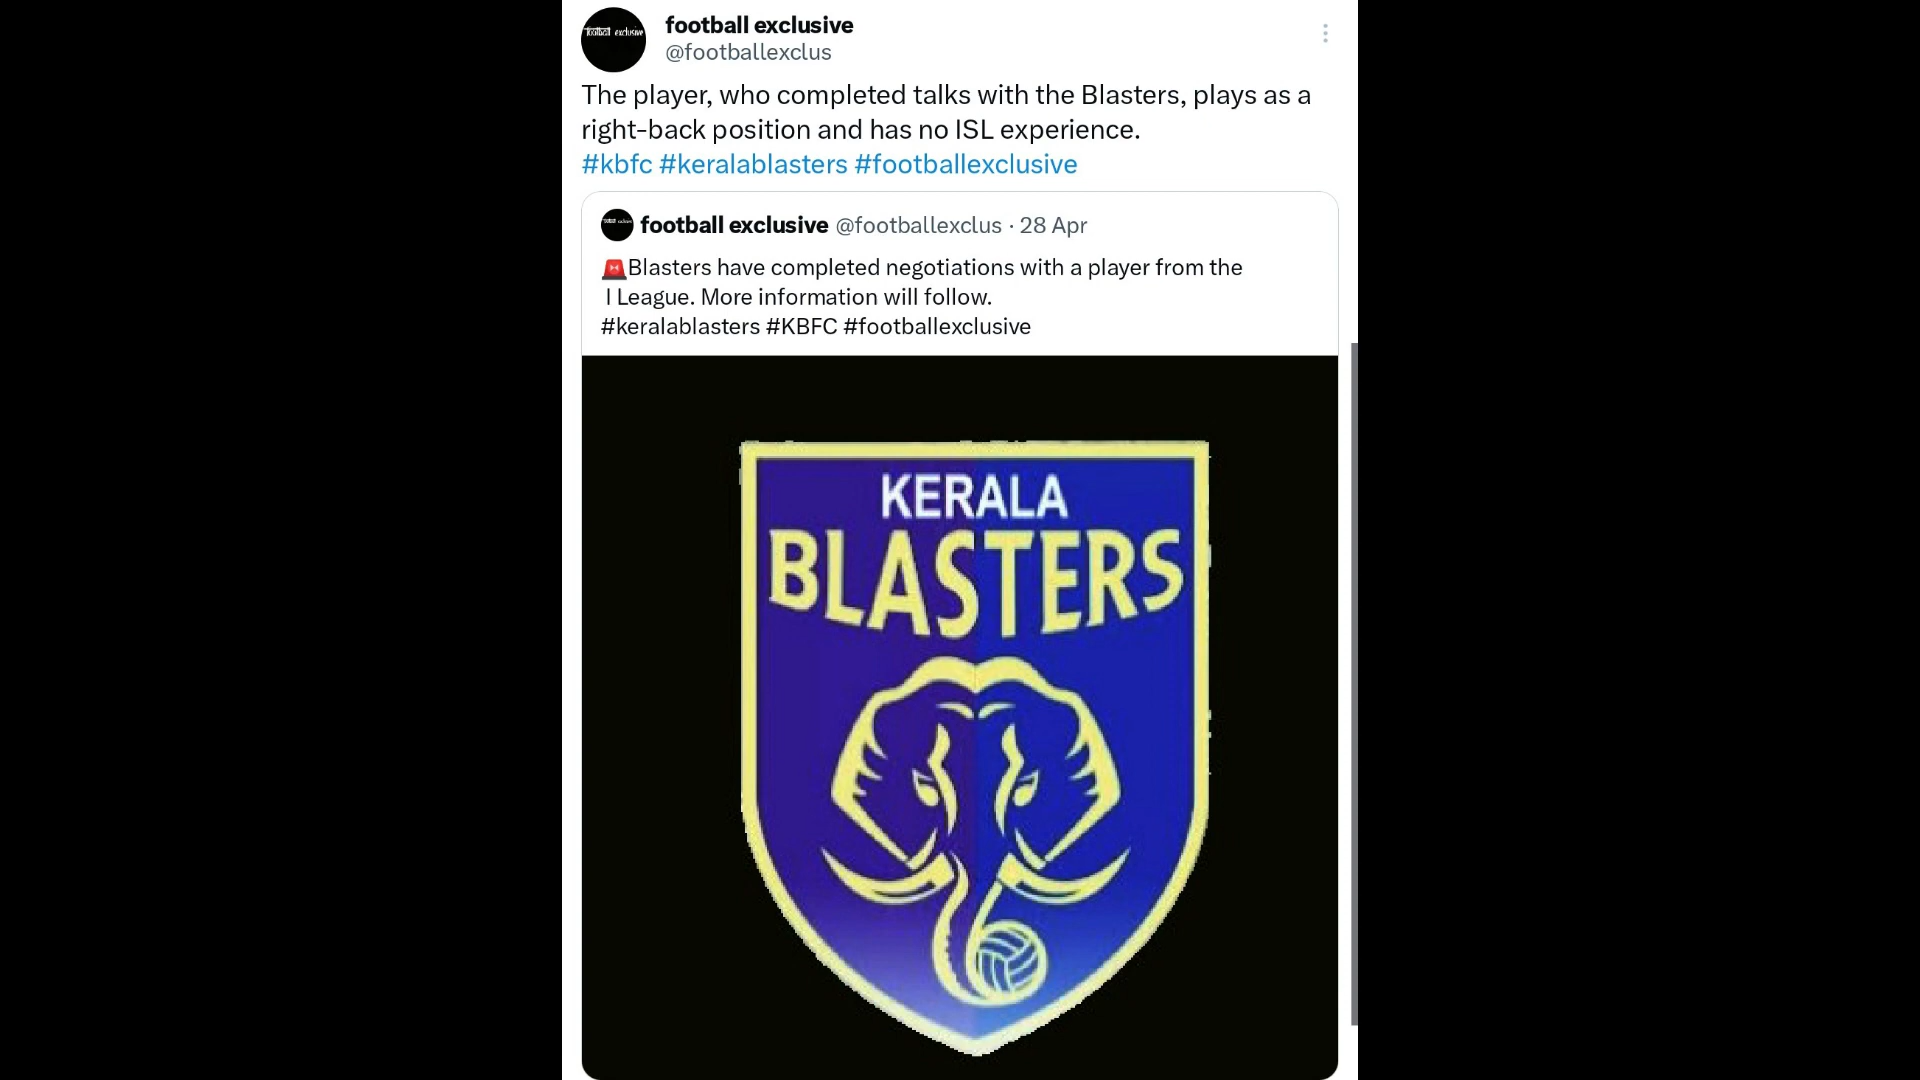 football exclusive
football exclusive
@footballexclus
The player, who completed talks with the Blasters, plays as a
right-back position and has no ISL experience.
#kbfc #keralablasters #footballexclusive
football exclusive @footballexclus · 28 Apr
🚨Blasters have completed negotiations with a player from the
I League. More information will follow.
#keralablasters #KBFC #footballexclusive
KERALA
BLASTERS